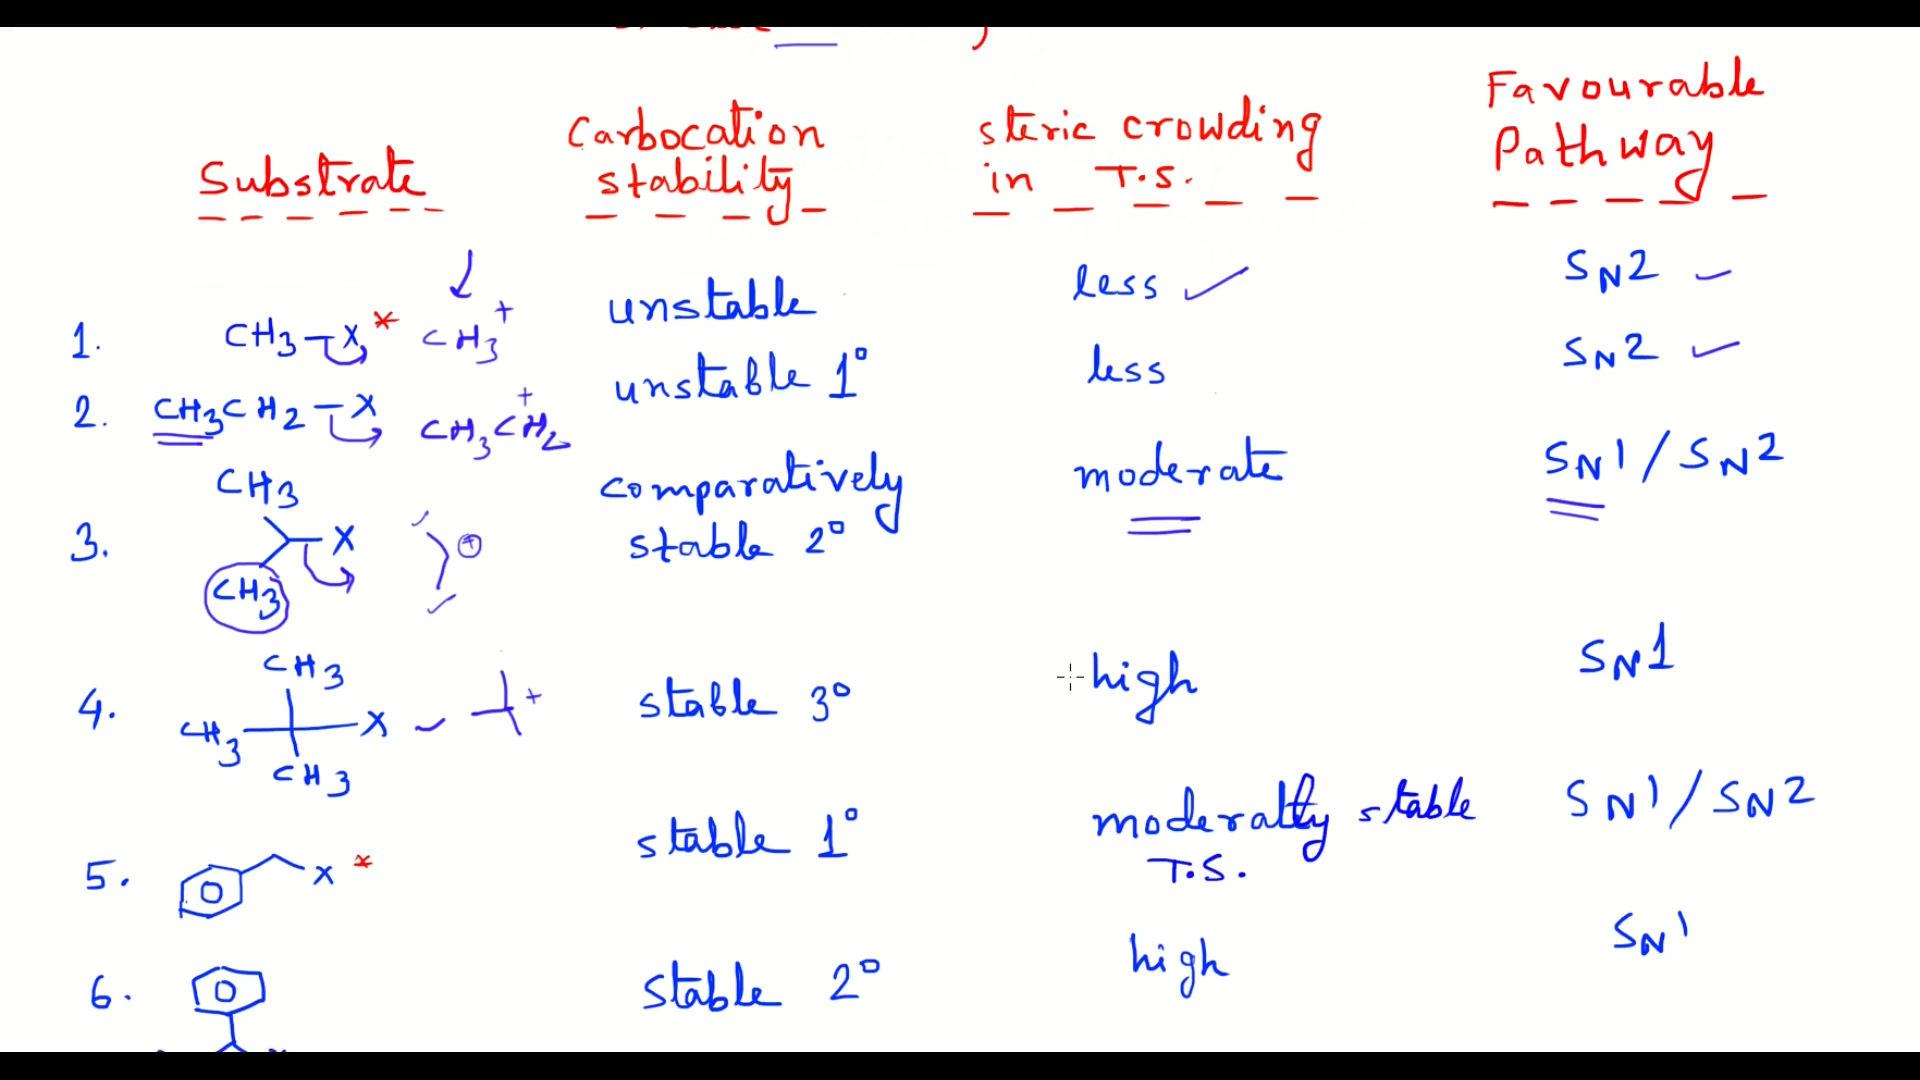 Substrate
Carbocation
stability
steric crowding
in T.S.
Favourable
Pathway
1. CH3-X* CH3+ unstable less SN2
2. CH3CH2-X CH3CH2+ unstable 1° less SN2
3. CH3 X CH3 + comparatively stable 2° moderate SN1/SN2
4. CH3 CH3 X CH3 + stable 3° high SN1
5. X* stable 1° moderatly stable T.S. SN1/SN2
6. stable 2° high SN1